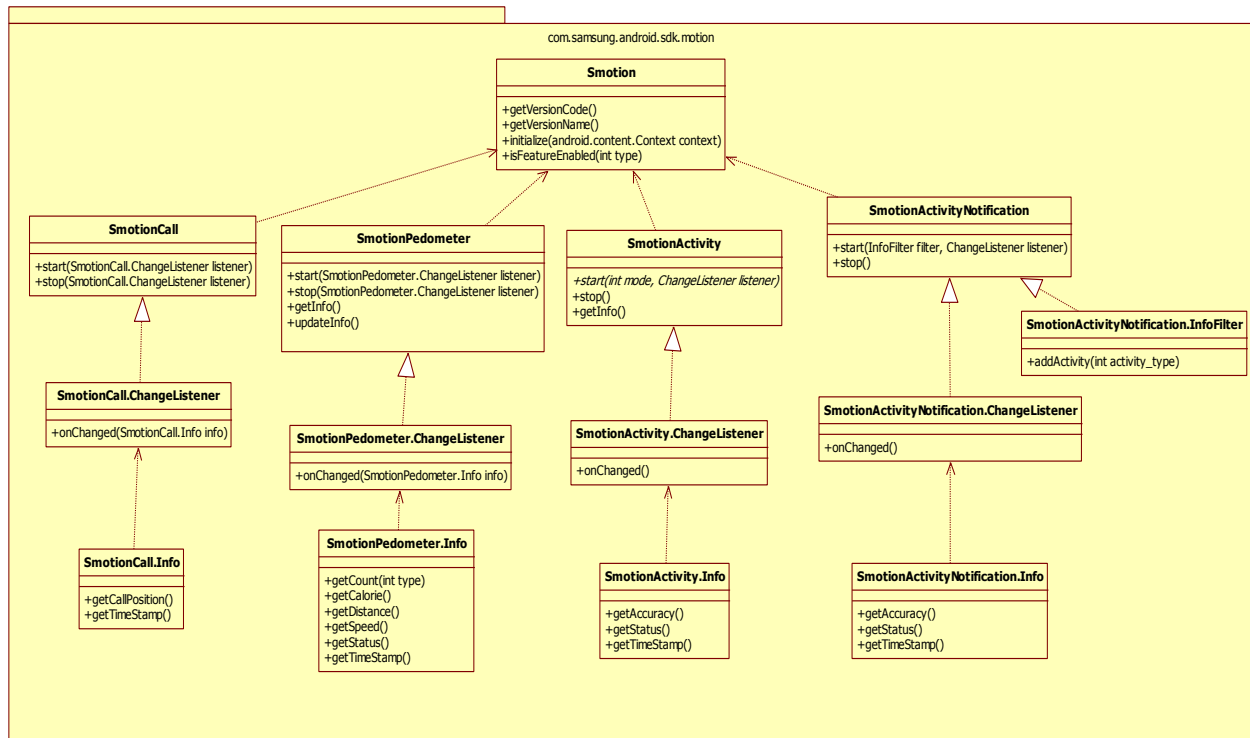 com.samsung.android.sdk.motion
Smotion
+getVersionCode()
+getVersionName()
+initialize(android.content.Context context)
+isFeatureEnabled(int type)
SmotionCall
+start(SmotionCall.ChangeListener listener)
+stop(SmotionCall.ChangeListener listener)
SmotionPedometer
+start(SmotionPedometer.ChangeListener listener)
+stop(SmotionPedometer.ChangeListener listener)
+getInfo()
+updateInfo()
SmotionActivity
+start(int mode, ChangeListener listener)
+stop()
+getInfo()
SmotionActivityNotification
+start(InfoFilter filter, ChangeListener listener)
+stop()
SmotionActivityNotification.InfoFilter
+addActivity(int activity_type)
SmotionCall.ChangeListener
+onChanged(SmotionCall.Info info)
SmotionPedometer.ChangeListener
+onChanged(SmotionPedometer.Info info)
SmotionActivity.ChangeListener
+onChanged()
SmotionActivityNotification.ChangeListener
+onChanged()
SmotionCall.Info
+getCallPosition()
+getTimeStamp()
SmotionPedometer.Info
+getCount(int type)
+getCalorie()
+getDistance()
+getSpeed()
+getStatus()
+getTimeStamp()
SmotionActivity.Info
+getAccuracy()
+getStatus()
+getTimeStamp()
SmotionActivityNotification.Info
+getAccuracy()
+getStatus()
+getTimeStamp()